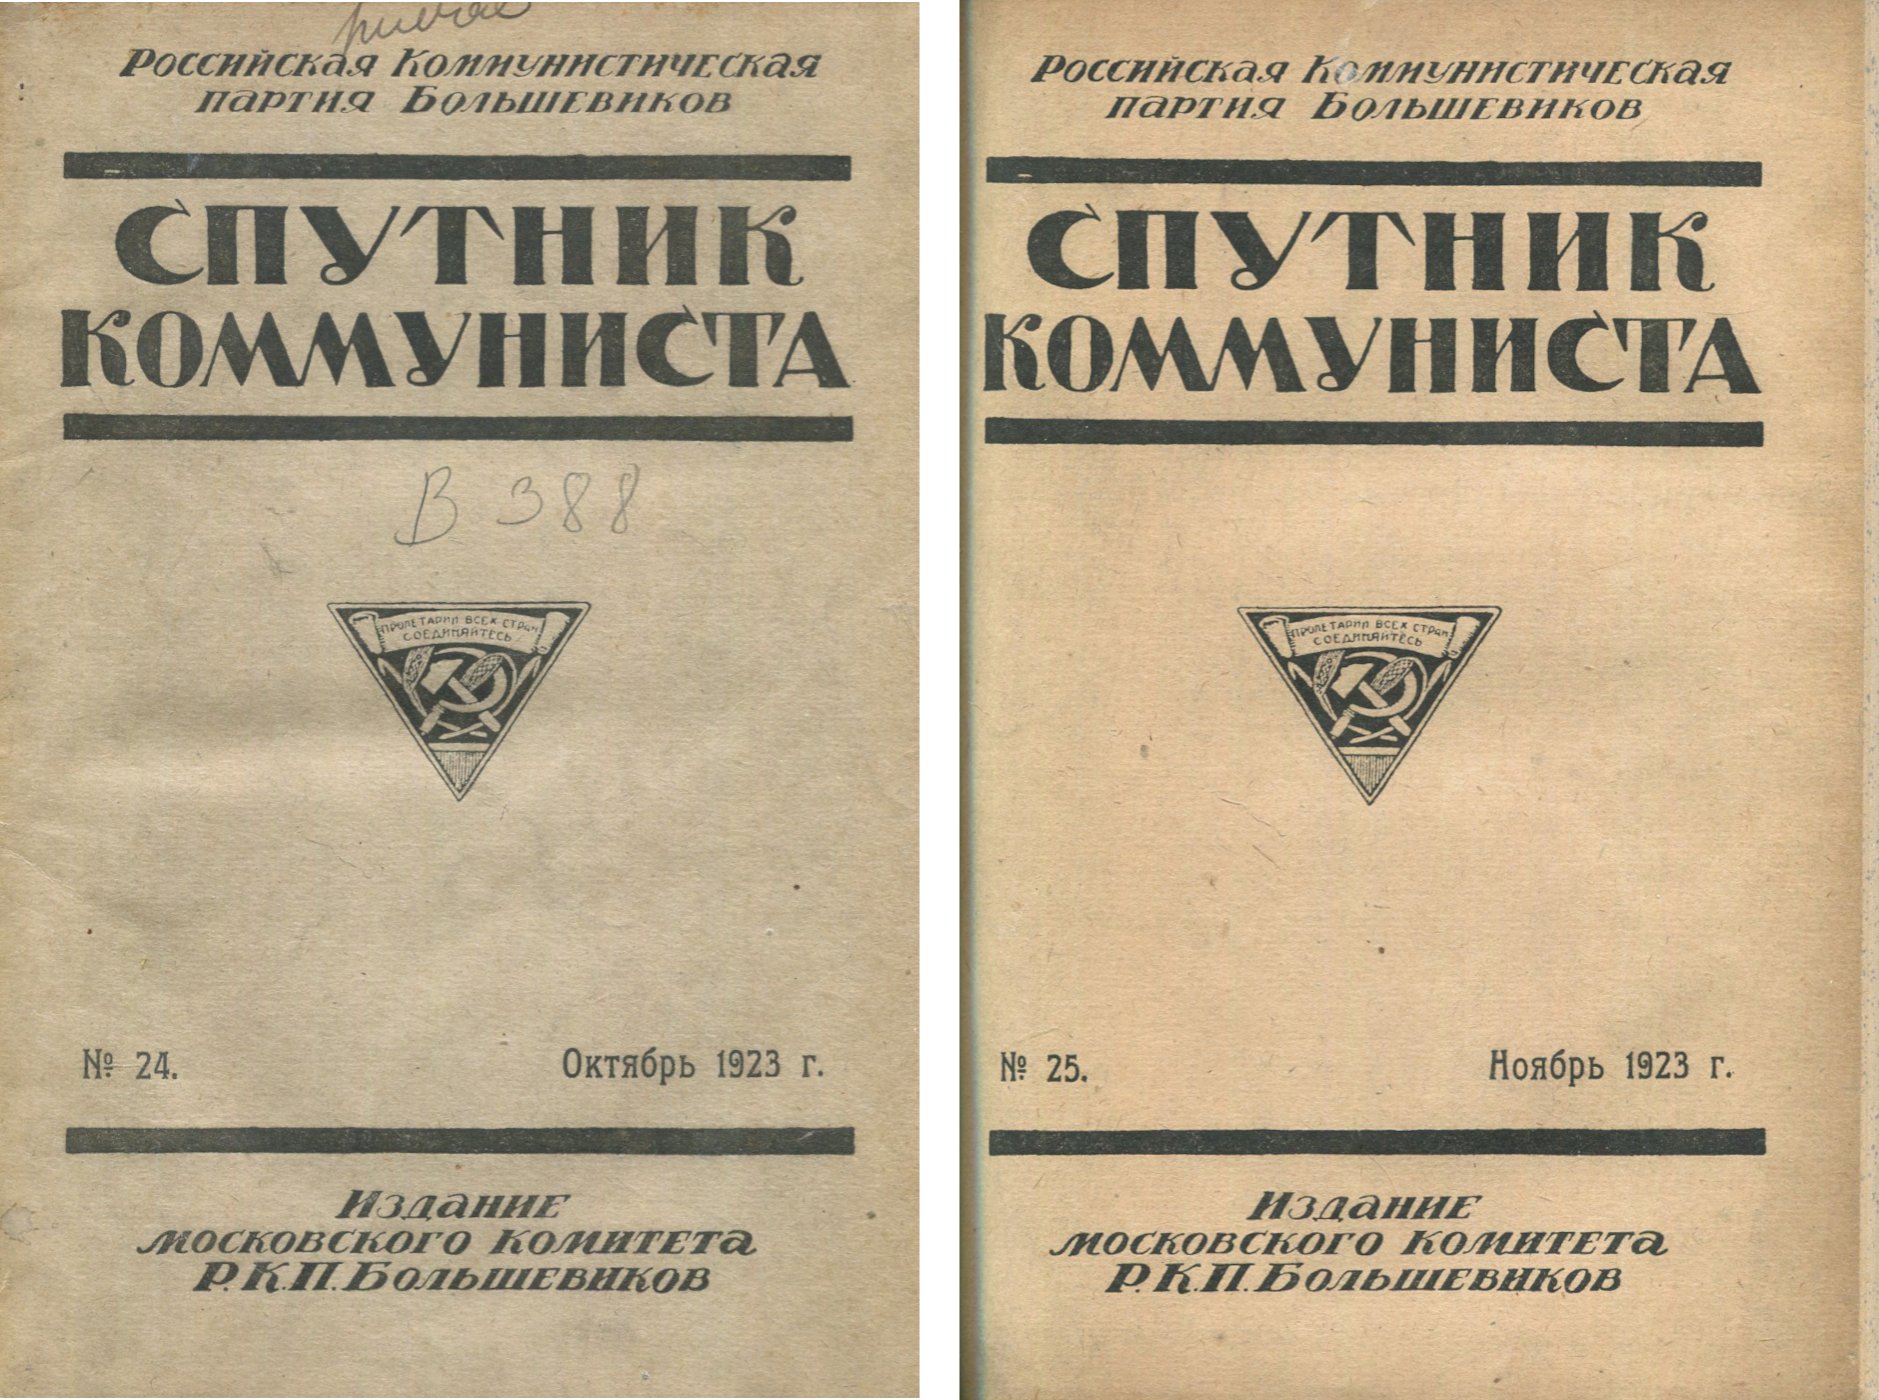 Российская Коммунистическая
партия Большевиков
СПУТНИК
КОММУНИСТА
В 388
ПРОЛЕТАРИИ ВСЕХ СТРАН
СОЕДИНЯЙТЕСЬ
№ 24. Октябрь 1923 г.
Издание
московского комитета
Р.К.П. Большевиков
Российская Коммунистическая
партия Большевиков
СПУТНИК
КОММУНИСТА
ПРОЛЕТАРИИ ВСЕХ СТРАН
СОЕДИНЯЙТЕСЬ
№ 25. Ноябрь 1923 г.
Издание
московского комитета
Р.К.П. Большевиков